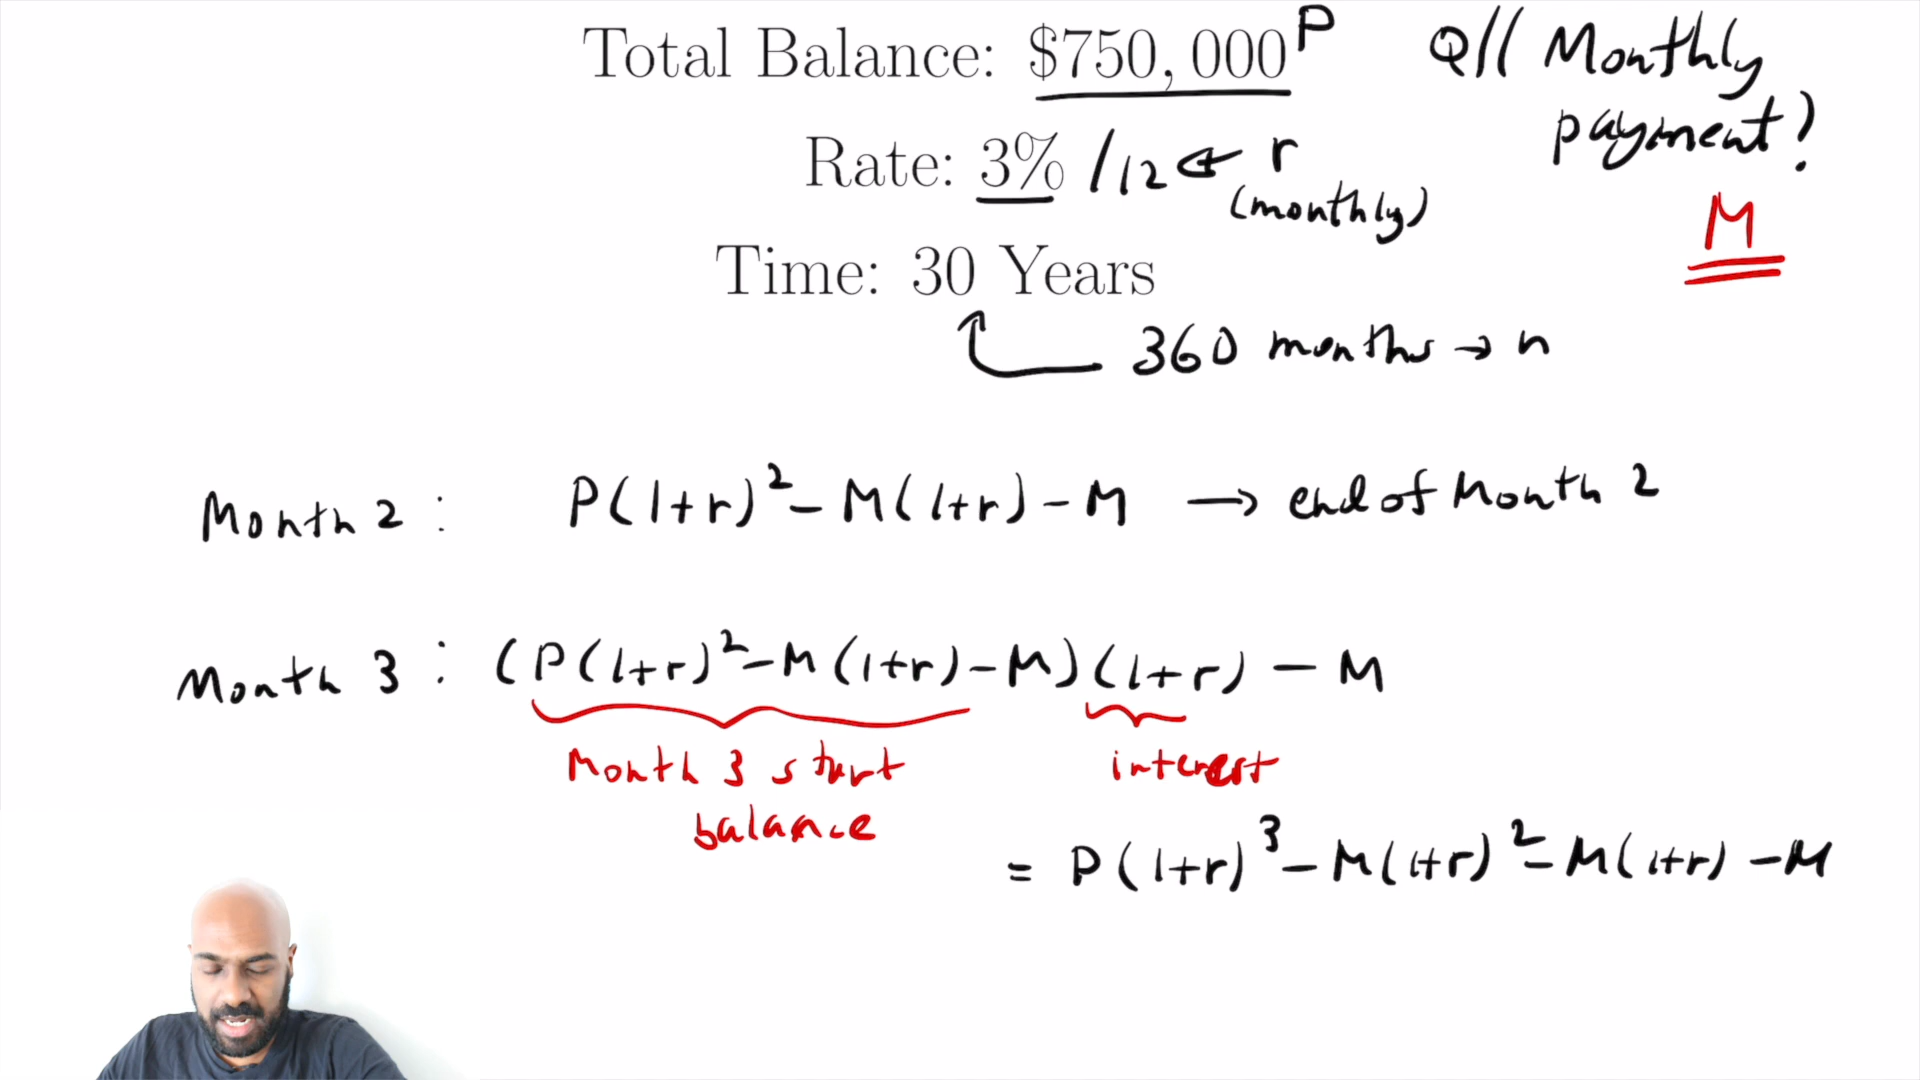 Total Balance: $750,000 P
Q// Monthly
payment?
Rate: 3% /12 ← r
(monthly)
M
Time: 30 Years
360 months → n
Month 2 : P(1+r)² - M(1+r) - M → end of Month 2
Month 3 : (P(1+r)² - M(1+r) - M)(1+r) - M
Month 3 start
balance
interest
= P(1+r)³ - M(1+r)² - M(1+r) - M